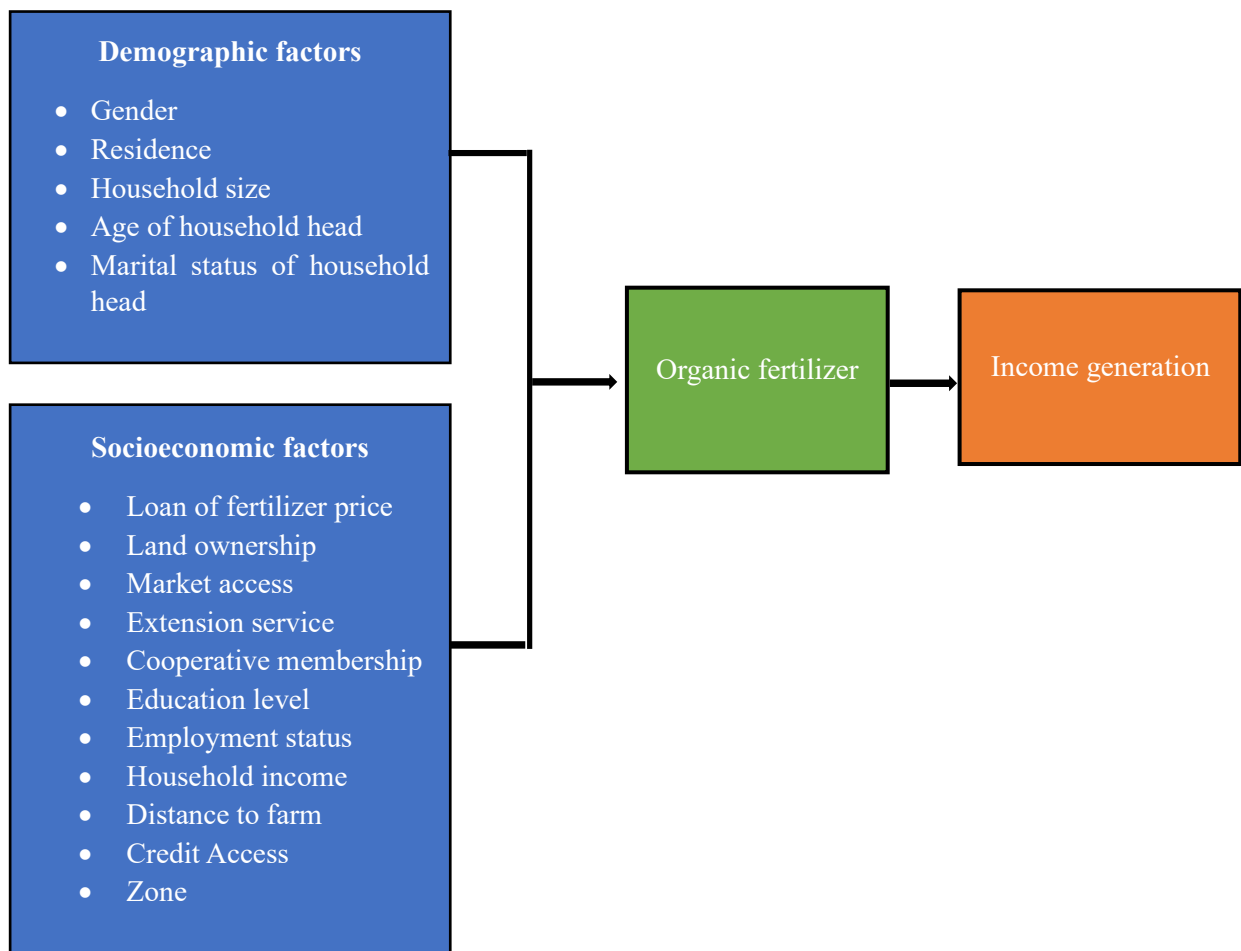 Demographic factors
• Gender
• Residence
• Household size
• Age of household head
• Marital status of household
head
Socioeconomic factors
• Loan of fertilizer price
• Land ownership
• Market access
• Extension service
• Cooperative membership
• Education level
• Employment status
• Household income
• Distance to farm
• Credit Access
• Zone
Organic fertilizer
Income generation